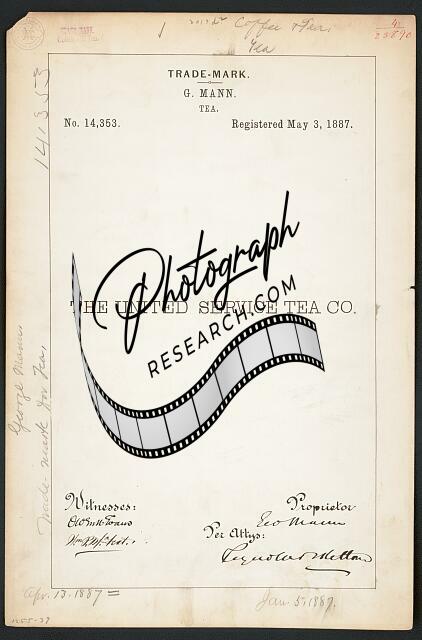 Coffee & Tea
Tea
TRADE-MARK.
G. MANN.
TEA.
No. 14,353.
Registered May 3, 1887.
14,353
Photograph
THE UNITED SERVICE TEA CO.
RESEARCH.COM
George Mann
Trade-mark for Tea,
Witnesses:
Proprietor
Geo Mann
Per Attys:
Apr. 13. 1887 =
Jan. 5. 1887.